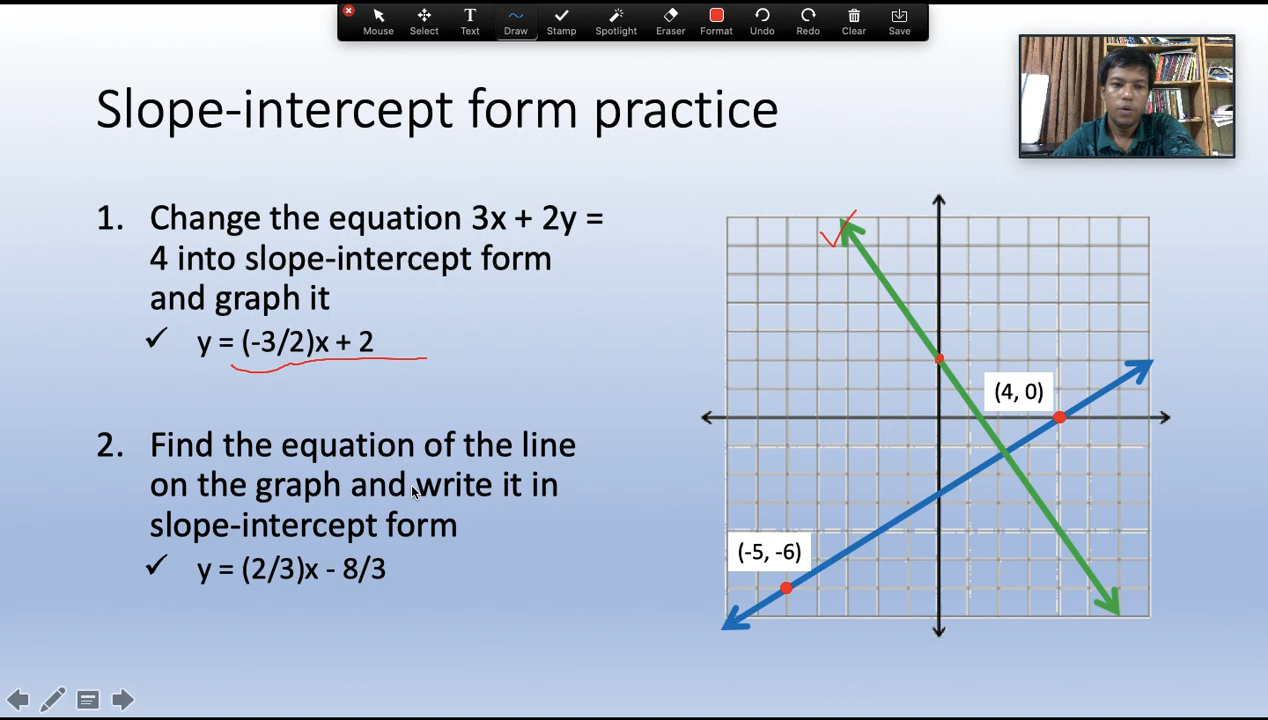 Mouse Select Text Draw Stamp Spotlight Eraser Format Undo Redo Clear Save
Slope-intercept form practice
1. Change the equation 3x + 2y =
4 into slope-intercept form
and graph it
✓ y = (-3/2)x + 2
2. Find the equation of the line
on the graph and write it in
slope-intercept form
✓ y = (2/3)x - 8/3
(4, 0)
(-5, -6)